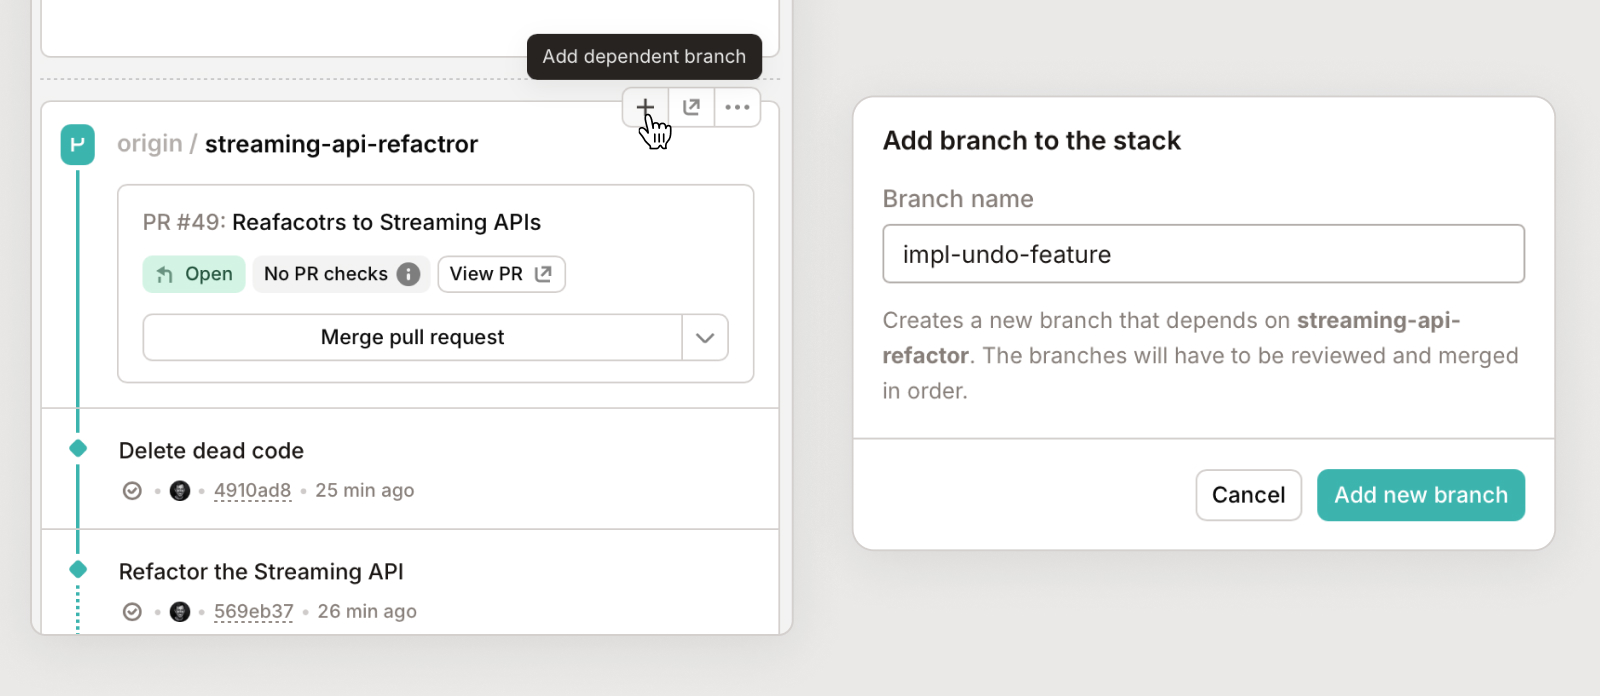 Add dependent branch
origin / streaming-api-refactror
PR #49: Reafacotrs to Streaming APIs
Open No PR checks View PR
Merge pull request
Delete dead code
4910ad8 • 25 min ago
Refactor the Streaming API
569eb37 • 26 min ago
Add branch to the stack
Branch name
impl-undo-feature
Creates a new branch that depends on streaming-api-
refactor. The branches will have to be reviewed and merged
in order.
Cancel Add new branch